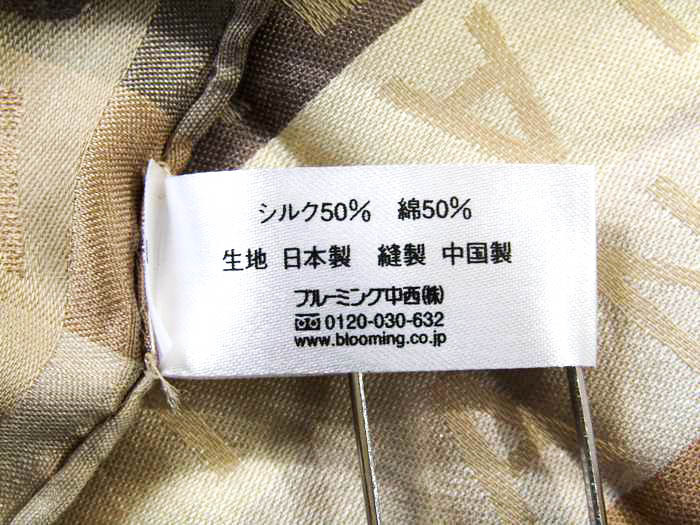 シルク50% 綿50%
生地 日本製 縫製 中国製
ブルーミング中西(株)
0120-030-632
www.blooming.co.jp